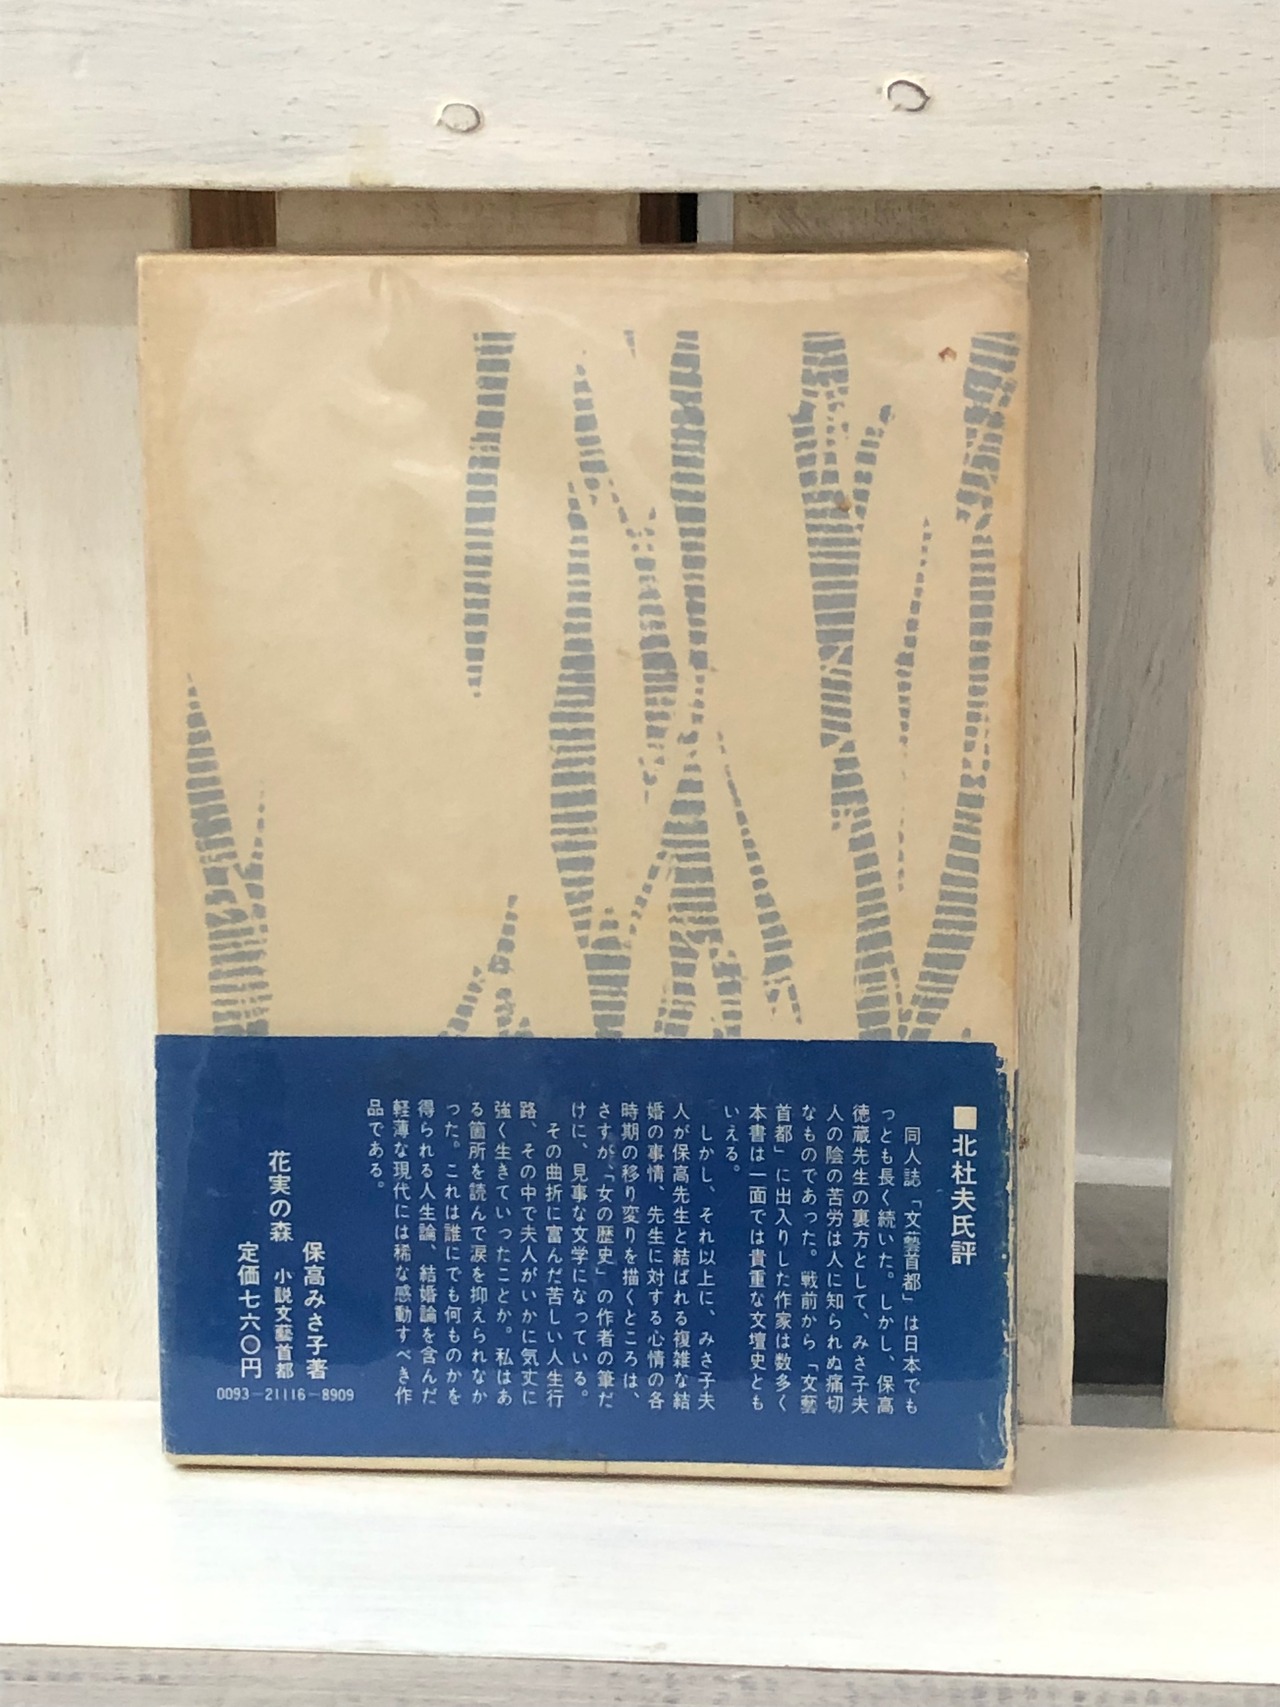 ■北杜夫氏評
同人誌「文藝首都」は日本でも
っとも長く続いた。しかし、保高
徳蔵先生の裏方として、みさ子夫
人の陰の苦労は人に知られぬ痛切
なものであった。戦前から「文藝
首都」に出入りした作家は数多く
本書は一面では貴重な文壇史とも
いえる。
しかし、それ以上に、みさ子夫
人が保高先生と結ばれる複雑な結
婚の事情、先生に対する心情の各
時期の移り変りを描くところは、
さすが、「女の歴史」の作者の筆だ
けに、見事な文学になっている。
その曲折に富んだ苦しい人生行
路、その中で夫人がいかに気丈に
強く生きていったことか。私はあ
る箇所を読んで涙を抑えられなか
った。これは誰にでも何ものかを
得られる人生論、結婚論を含んだ
軽薄な現代には稀な感動すべき作
品である。
保高みさ子著
花実の森 小説文藝首都
定価七六〇円
0093-21116-8909